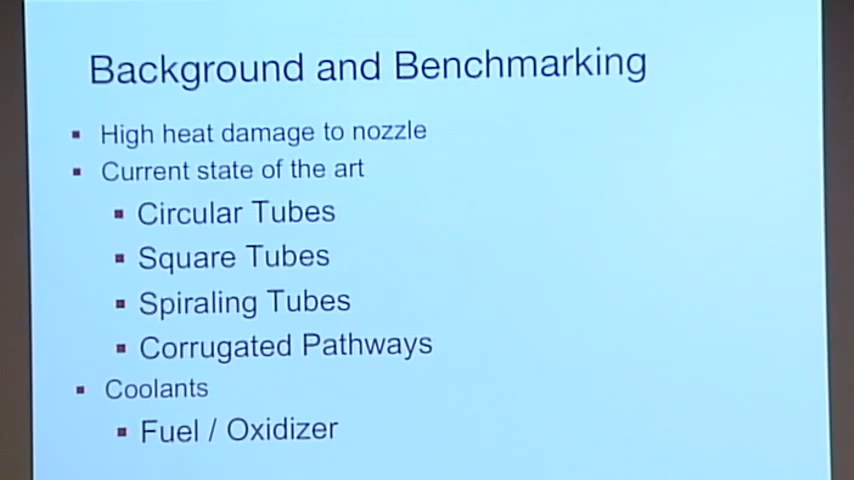 Background and Benchmarking
High heat damage to nozzle
Current state of the art
Circular Tubes
Square Tubes
Spiraling Tubes
Corrugated Pathways
Coolants
Fuel / Oxidizer